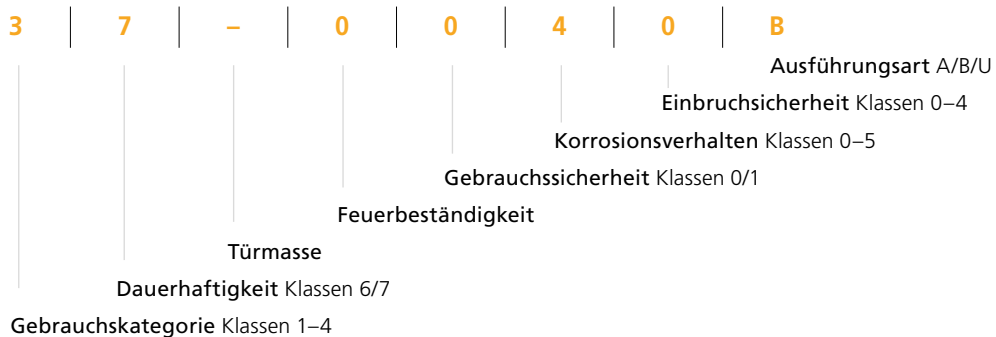 3 7 – 0 0 4 0 B
Ausführungsart A/B/U
Einbruchsicherheit Klassen 0–4
Korrosionsverhalten Klassen 0–5
Gebrauchssicherheit Klassen 0/1
Feuerbeständigkeit
Türmasse
Dauerhaftigkeit Klassen 6/7
Gebrauchskategorie Klassen 1–4